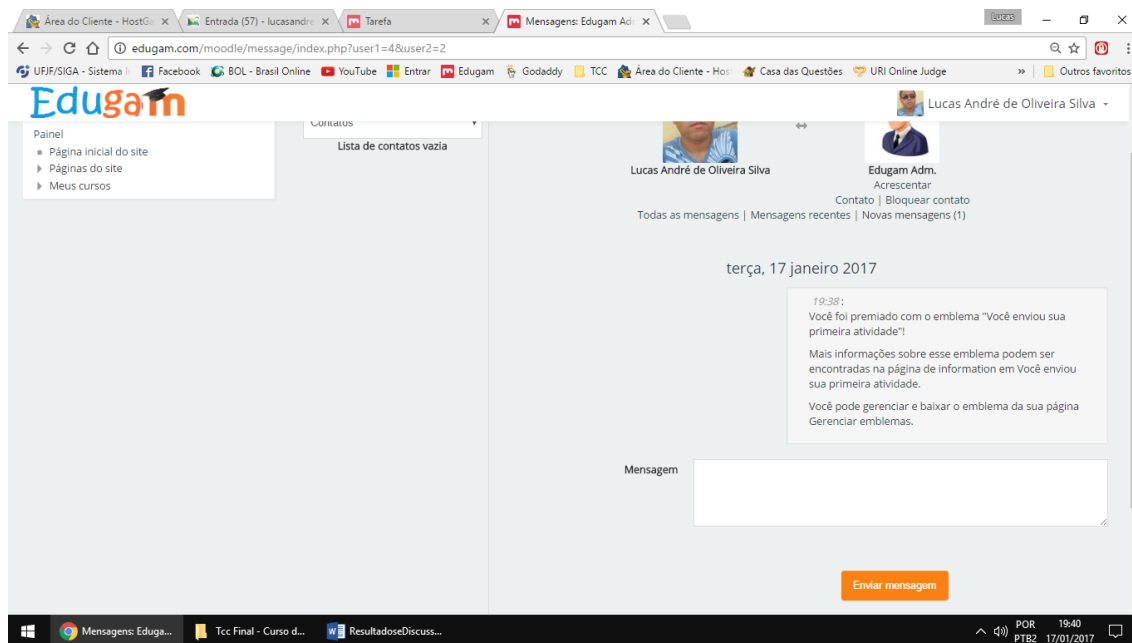 Área do Cliente - HostGa
Entrada (57) - lucasandre
Tarefa
Mensagens: Edugam Adm
Lucas
edugam.com/moodle/message/index.php?user1=4&user2=2
UFJF/SIGA - Sistema I
Facebook
BOL - Brasil Online
YouTube
Entrar
Edugam
Godaddy
TCC
Área do Cliente - Hos
Casa das Questões
URI Online Judge
»
Outros favoritos
Edugam
Lucas André de Oliveira Silva
Painel
Página inicial do site
Páginas do site
Meus cursos
Contatos
Lista de contatos vazia
Lucas André de Oliveira Silva
Edugam Adm.
Acrescentar
Contato | Bloquear contato
Todas as mensagens | Mensagens recentes | Novas mensagens (1)
terça, 17 janeiro 2017
19:38:
Você foi premiado com o emblema "Você enviou sua
primeira atividade"!
Mais informações sobre esse emblema podem ser
encontradas na página de information em Você enviou
sua primeira atividade.
Você pode gerenciar e baixar o emblema da sua página
Gerenciar emblemas.
Mensagem
Enviar mensagem
Mensagens: Eduga...
Tcc Final - Curso d...
ResultadoseDiscuss...
POR
PTB2
19:40
17/01/2017